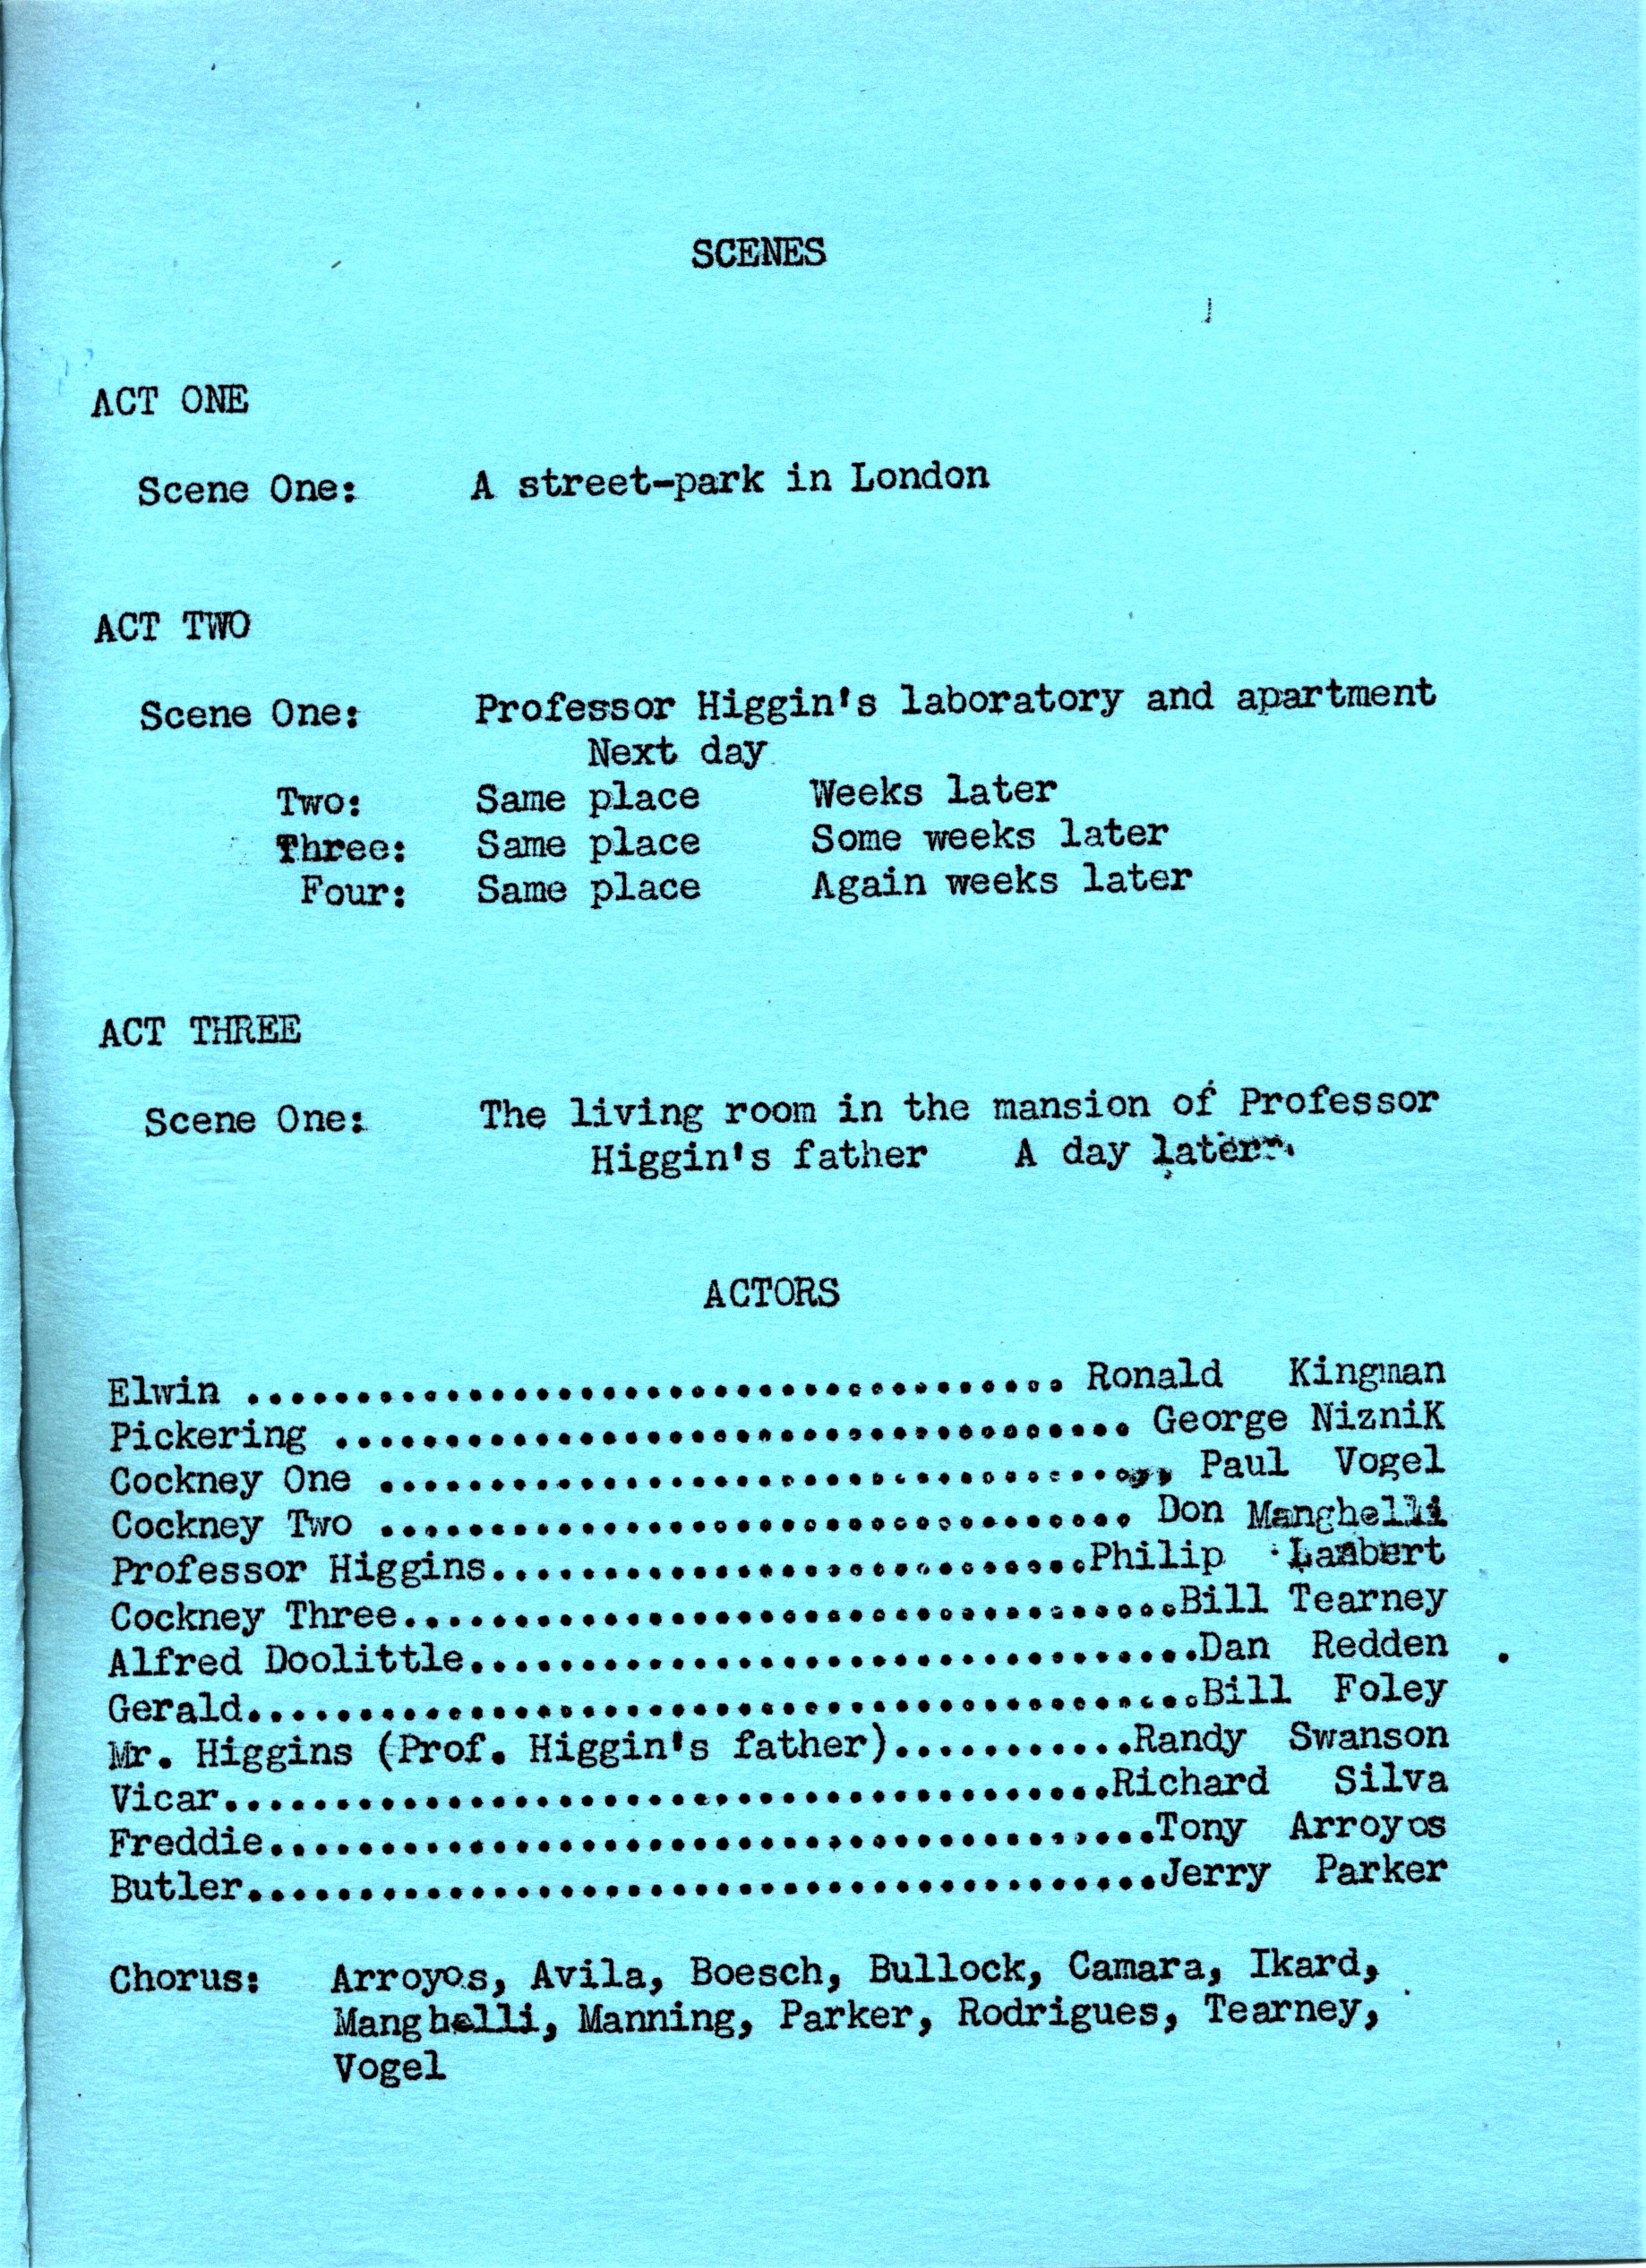 SCENES
ACT ONE
Scene One: A street-park in London
ACT TWO
Scene One: Professor Higgin's laboratory and apartment
Next day
Two: Same place Weeks later
Three: Same place Some weeks later
Four: Same place Again weeks later
ACT THREE
Scene One: The living room in the mansion of Professor
Higgin's father A day later
ACTORS
Elwin ..................................... Ronald Kingman
Pickering .................................... George NizniK
Cockney One .................................... Paul Vogel
Cockney Two .................................. Don Manghelli
Professor Higgins...........................Philip Lambert
Cockney Three...................................Bill Tearney
Alfred Doolittle.................................Dan Redden
Gerald...........................................Bill Foley
Mr. Higgins (Prof. Higgin's father)...........Randy Swanson
Vicar........................................Richard Silva
Freddie........................................Tony Arroyos
Butler.........................................Jerry Parker
Chorus: Arroyos, Avila, Boesch, Bullock, Camara, Ikard,
Manghelli, Manning, Parker, Rodrigues, Tearney,
Vogel